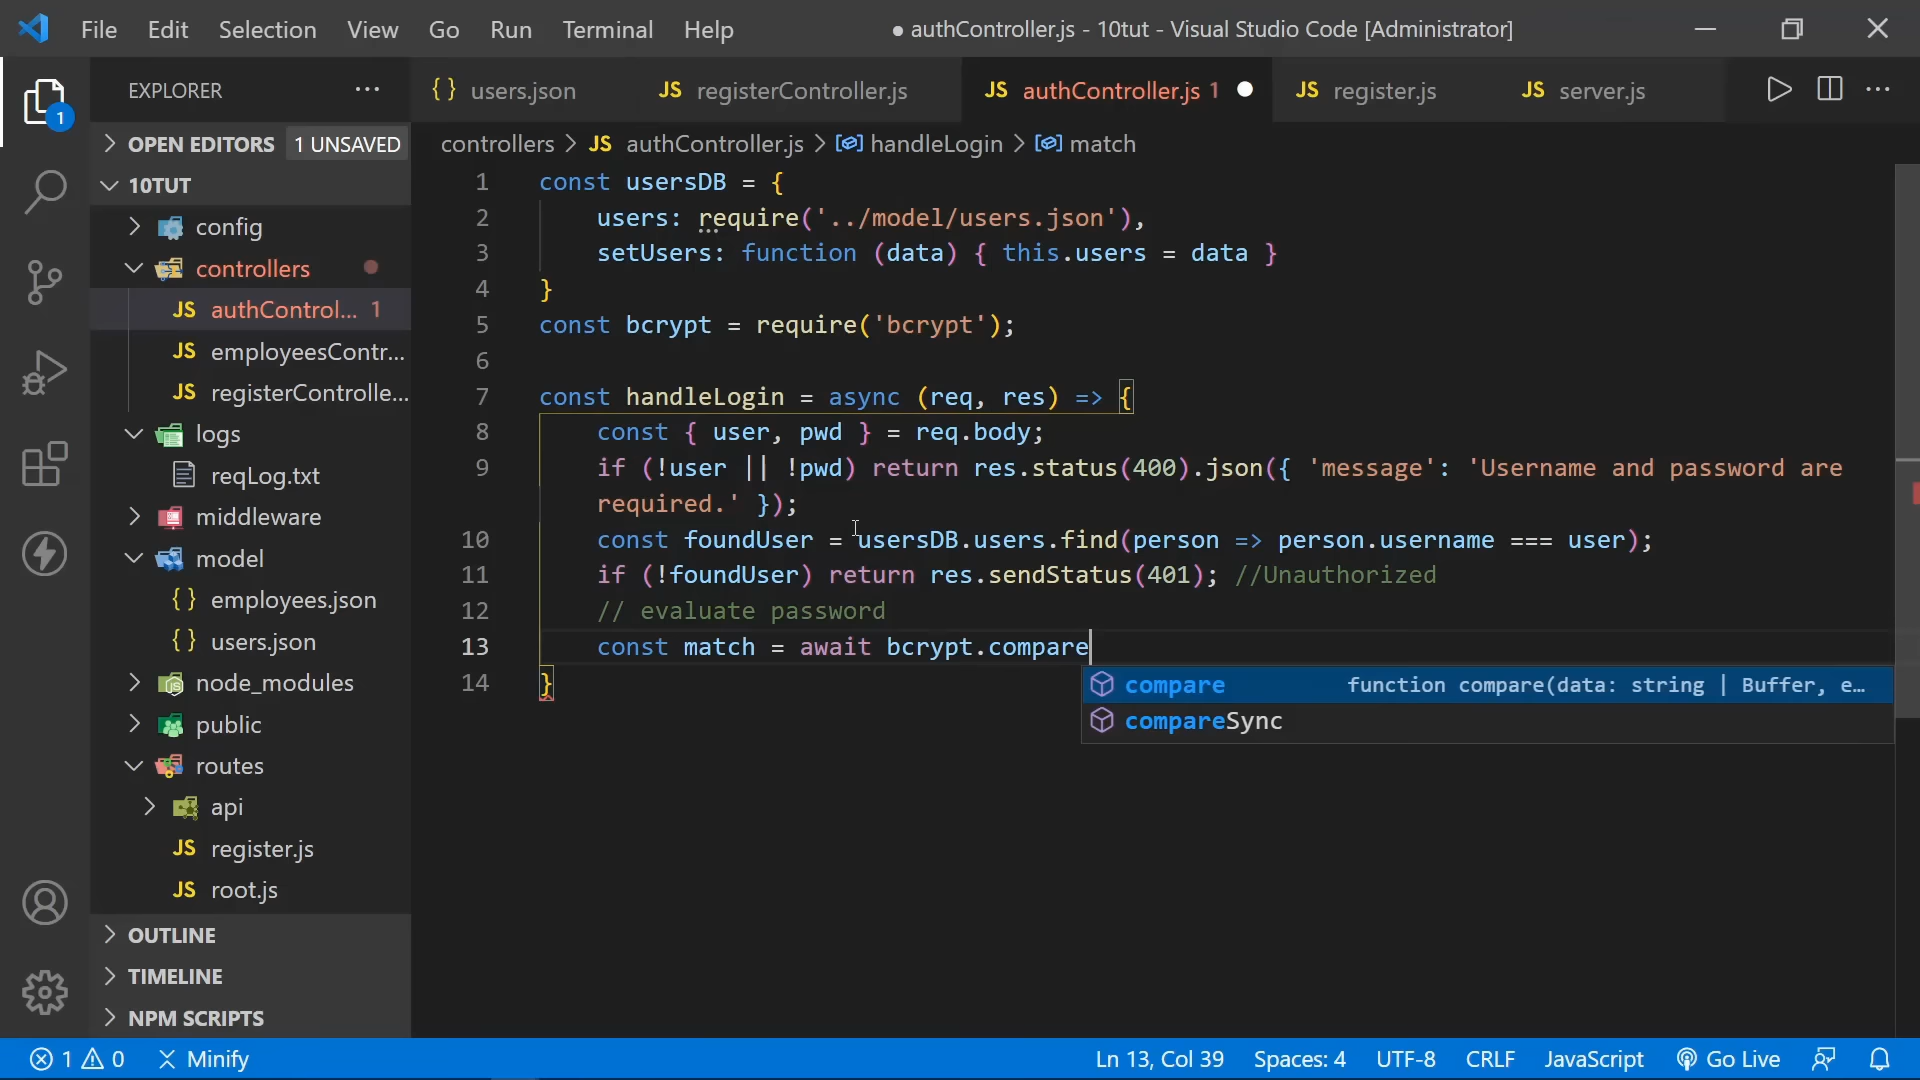 File Edit Selection View Go Run Terminal Help
● authController.js - 10tut - Visual Studio Code [Administrator]
EXPLORER ···
{} users.json
JS registerController.js
JS authController.js 1 ●
JS register.js
JS server.js
1
OPEN EDITORS 1 UNSAVED
10TUT
config
controllers
JS authControl... 1
JS employeesContr...
JS registerControlle...
logs
reqLog.txt
middleware
model
{} employees.json
{} users.json
node_modules
public
routes
api
JS register.js
JS root.js
OUTLINE
TIMELINE
NPM SCRIPTS
controllers > JS authController.js > handleLogin > match
1 const usersDB = {
2 users: require('../model/users.json'),
3 setUsers: function (data) { this.users = data }
4 }
5 const bcrypt = require('bcrypt');
6
7 const handleLogin = async (req, res) => {
8 const { user, pwd } = req.body;
9 if (!user || !pwd) return res.status(400).json({ 'message': 'Username and password are
required.' });
10 const foundUser = usersDB.users.find(person => person.username === user);
11 if (!foundUser) return res.sendStatus(401); //Unauthorized
12 // evaluate password
13 const match = await bcrypt.compare
14 }
compare function compare(data: string | Buffer, e...
compareSync
1 0 Minify
Ln 13, Col 39 Spaces: 4 UTF-8 CRLF JavaScript Go Live